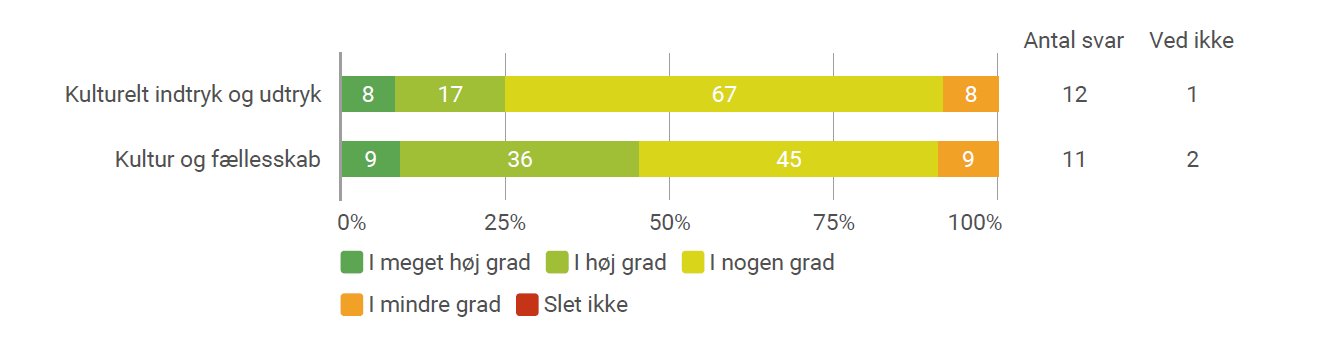 Antal svar Ved ikke
Kulturelt indtryk og udtryk 8 17 67 8 12 1
Kultur og fællesskab 9 36 45 9 11 2
0% 25% 50% 75% 100%
I meget høj grad I høj grad I nogen grad
I mindre grad Slet ikke